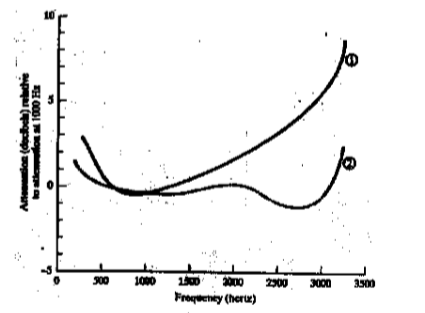 10
5
0
-5
Attenuation (decibels) relative
to attenuation at 1000 Hz
①
②
0 500 1000 1500 2000 2500 3000 3500
Frequency (hertz)